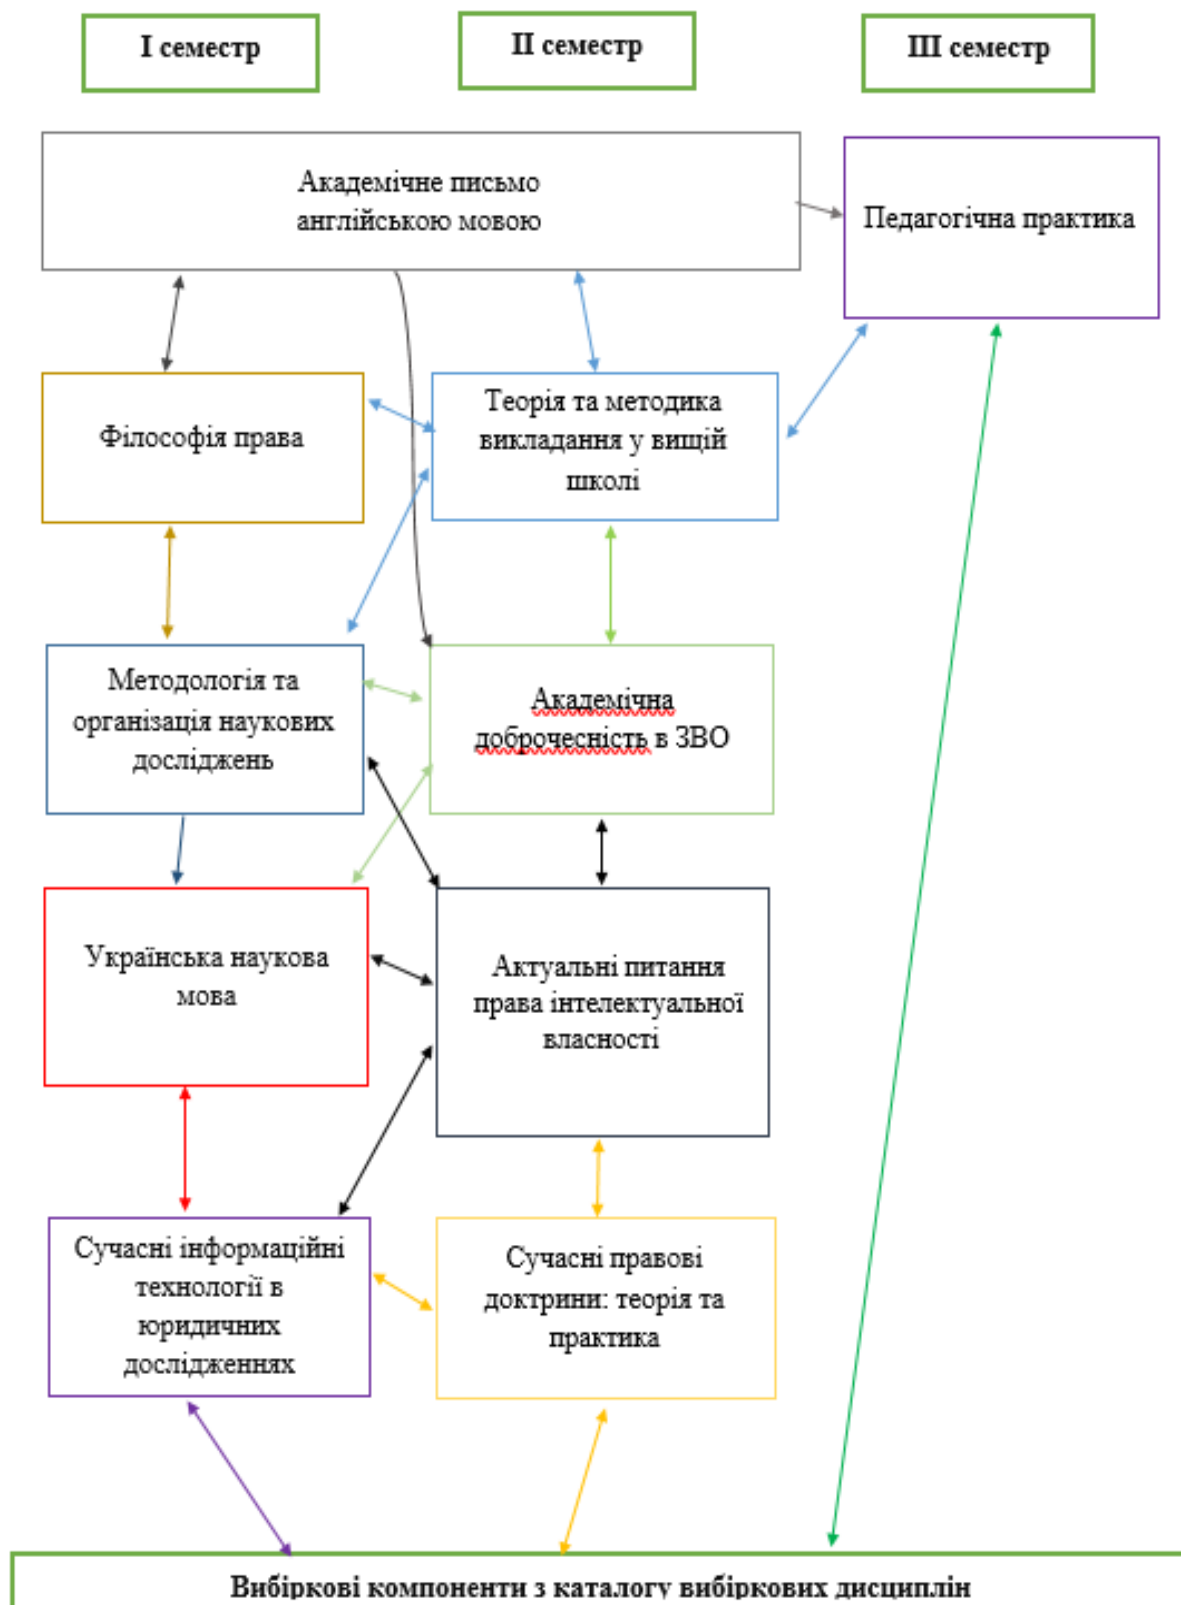 І семестр
ІІ семестр
ІІІ семестр
Академічне письмо
англійською мовою
Педагогічна практика
Філософія права
Теорія та методика
викладання у вищій
школі
Методологія та
організація наукових
досліджень
Академічна
доброчесність в ЗВО
Українська наукова
мова
Актуальні питання
права інтелектуальної
власності
Сучасні інформаційні
технології в
юридичних
дослідженнях
Сучасні правові
доктрини: теорія та
практика
Вибіркові компоненти з каталогу вибіркових дисциплін